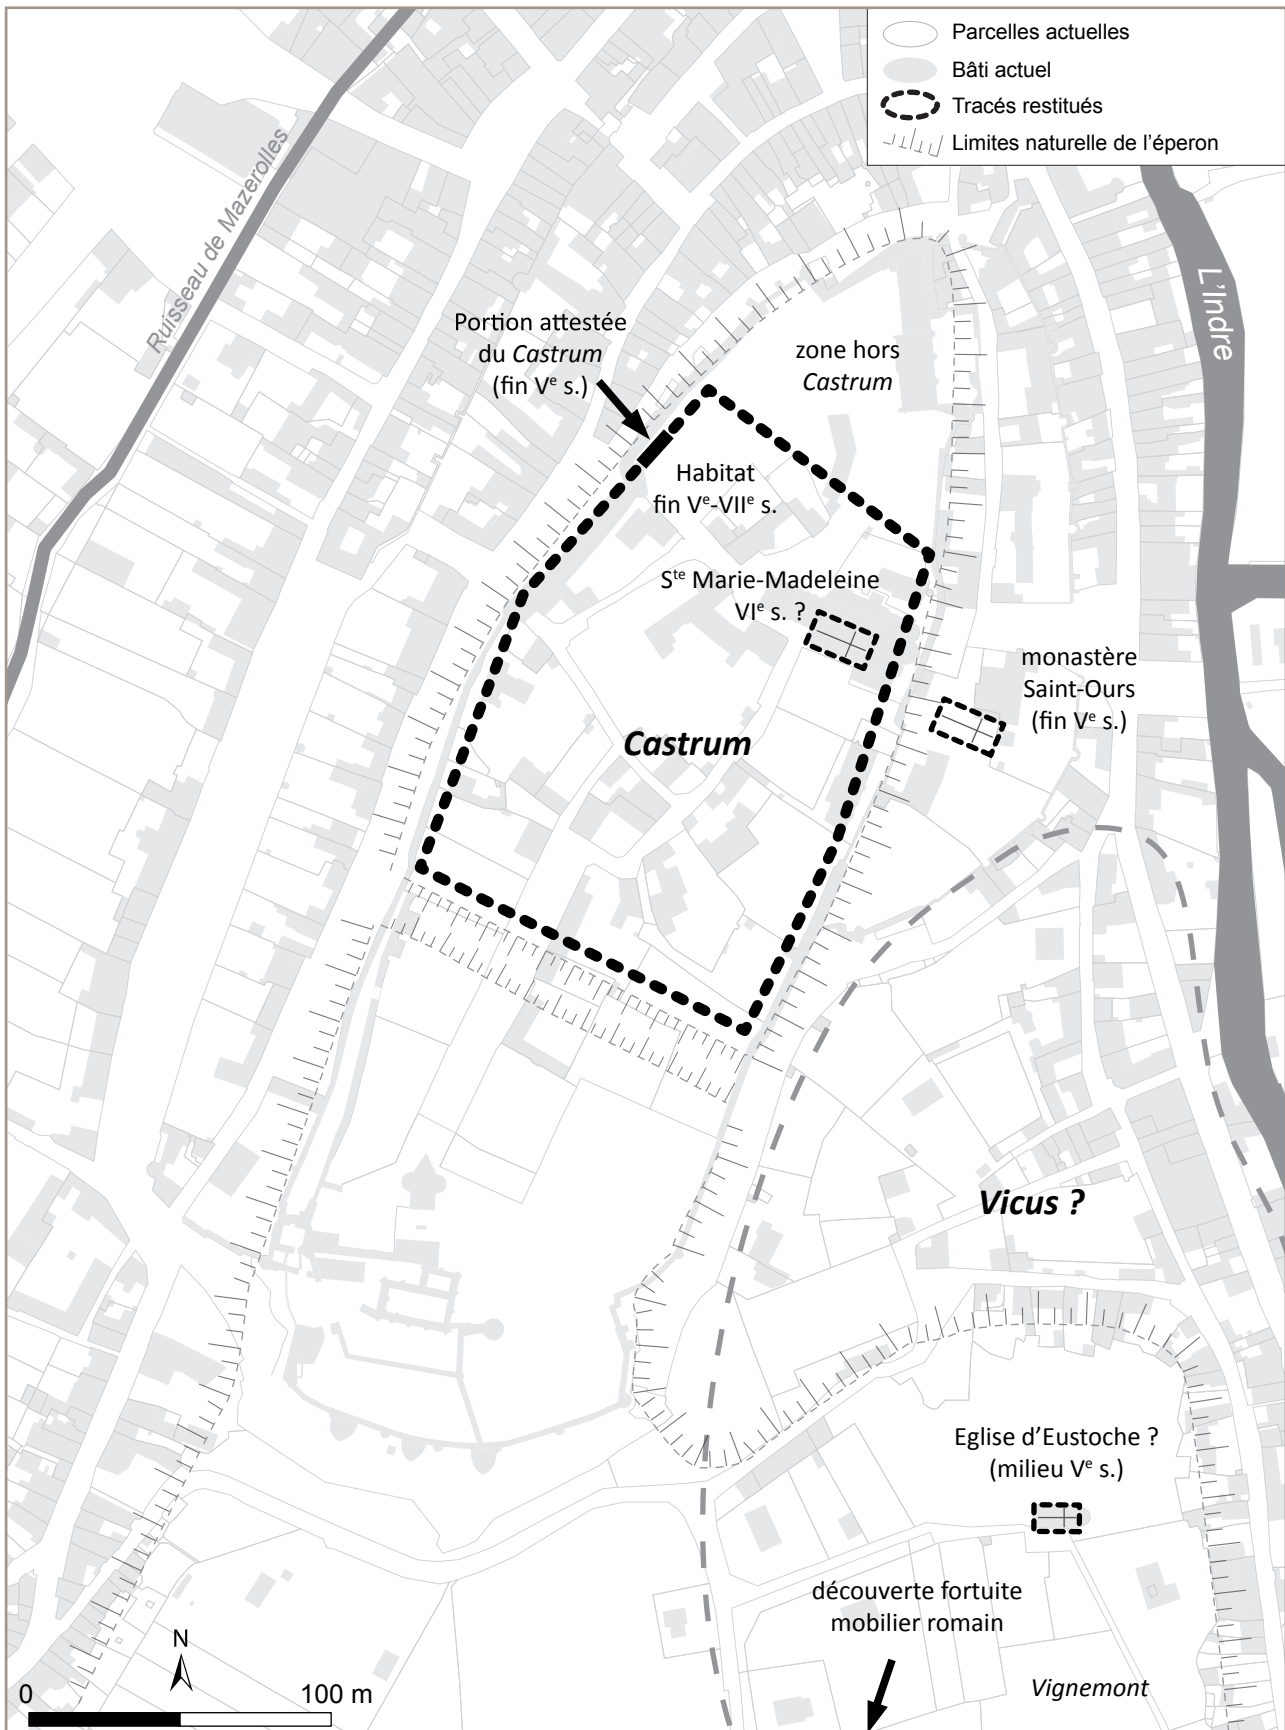 Parcelles actuelles
Bâti actuel
Tracés restitués
Limites naturelle de l'éperon
Ruisseau de Mazerolles
L'Indre
Portion attestée
du Castrum
(fin Vᵉ s.)
zone hors
Castrum
Habitat
fin Vᵉ-VIIᵉ s.
Sᵗᵉ Marie-Madeleine
VIᵉ s. ?
monastère
Saint-Ours
(fin Vᵉ s.)
Castrum
Vicus ?
Eglise d'Eustoche ?
(milieu Vᵉ s.)
découverte fortuite
mobilier romain
Vignemont
N
0 100 m